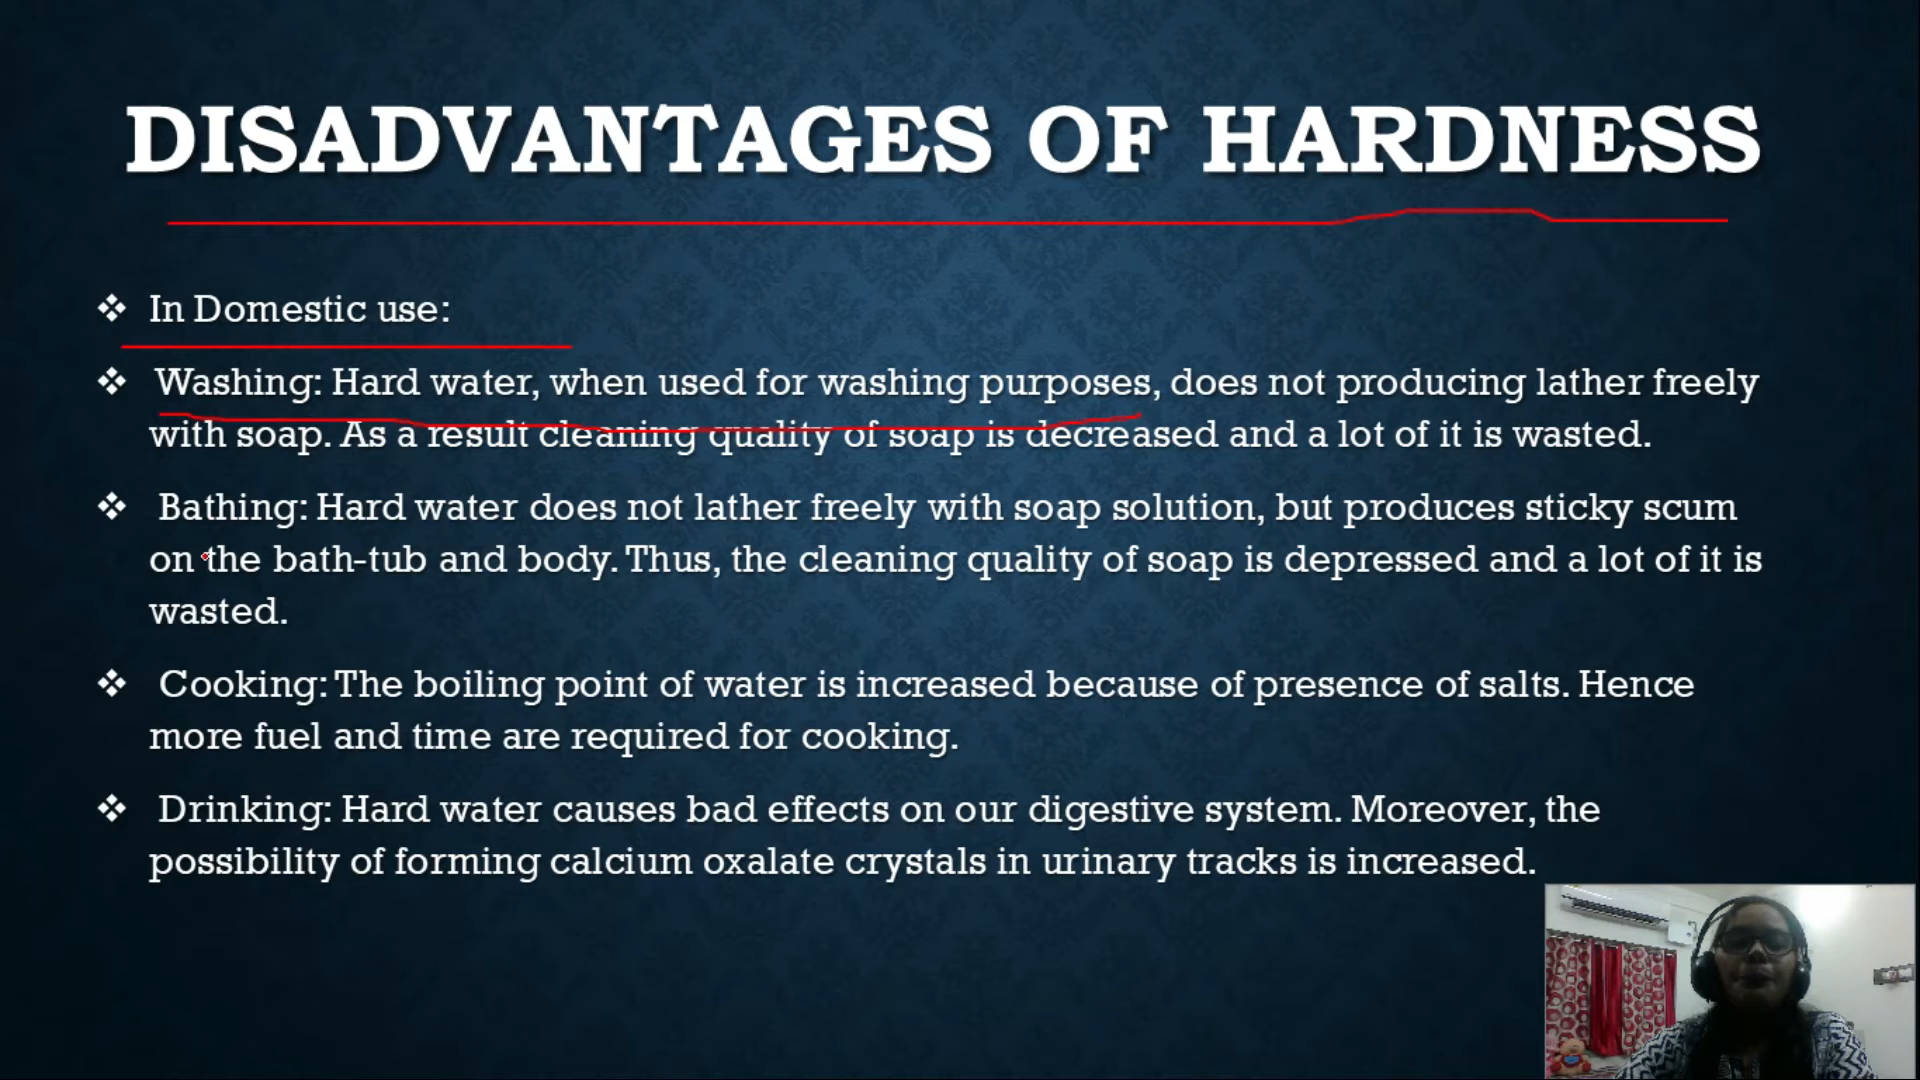 DISADVANTAGES OF HARDNESS
❖ In Domestic use:
❖ Washing: Hard water, when used for washing purposes, does not producing lather freely
with soap. As a result cleaning quality of soap is decreased and a lot of it is wasted.
❖ Bathing: Hard water does not lather freely with soap solution, but produces sticky scum
on the bath-tub and body. Thus, the cleaning quality of soap is depressed and a lot of it is
wasted.
❖ Cooking: The boiling point of water is increased because of presence of salts. Hence
more fuel and time are required for cooking.
❖ Drinking: Hard water causes bad effects on our digestive system. Moreover, the
possibility of forming calcium oxalate crystals in urinary tracks is increased.